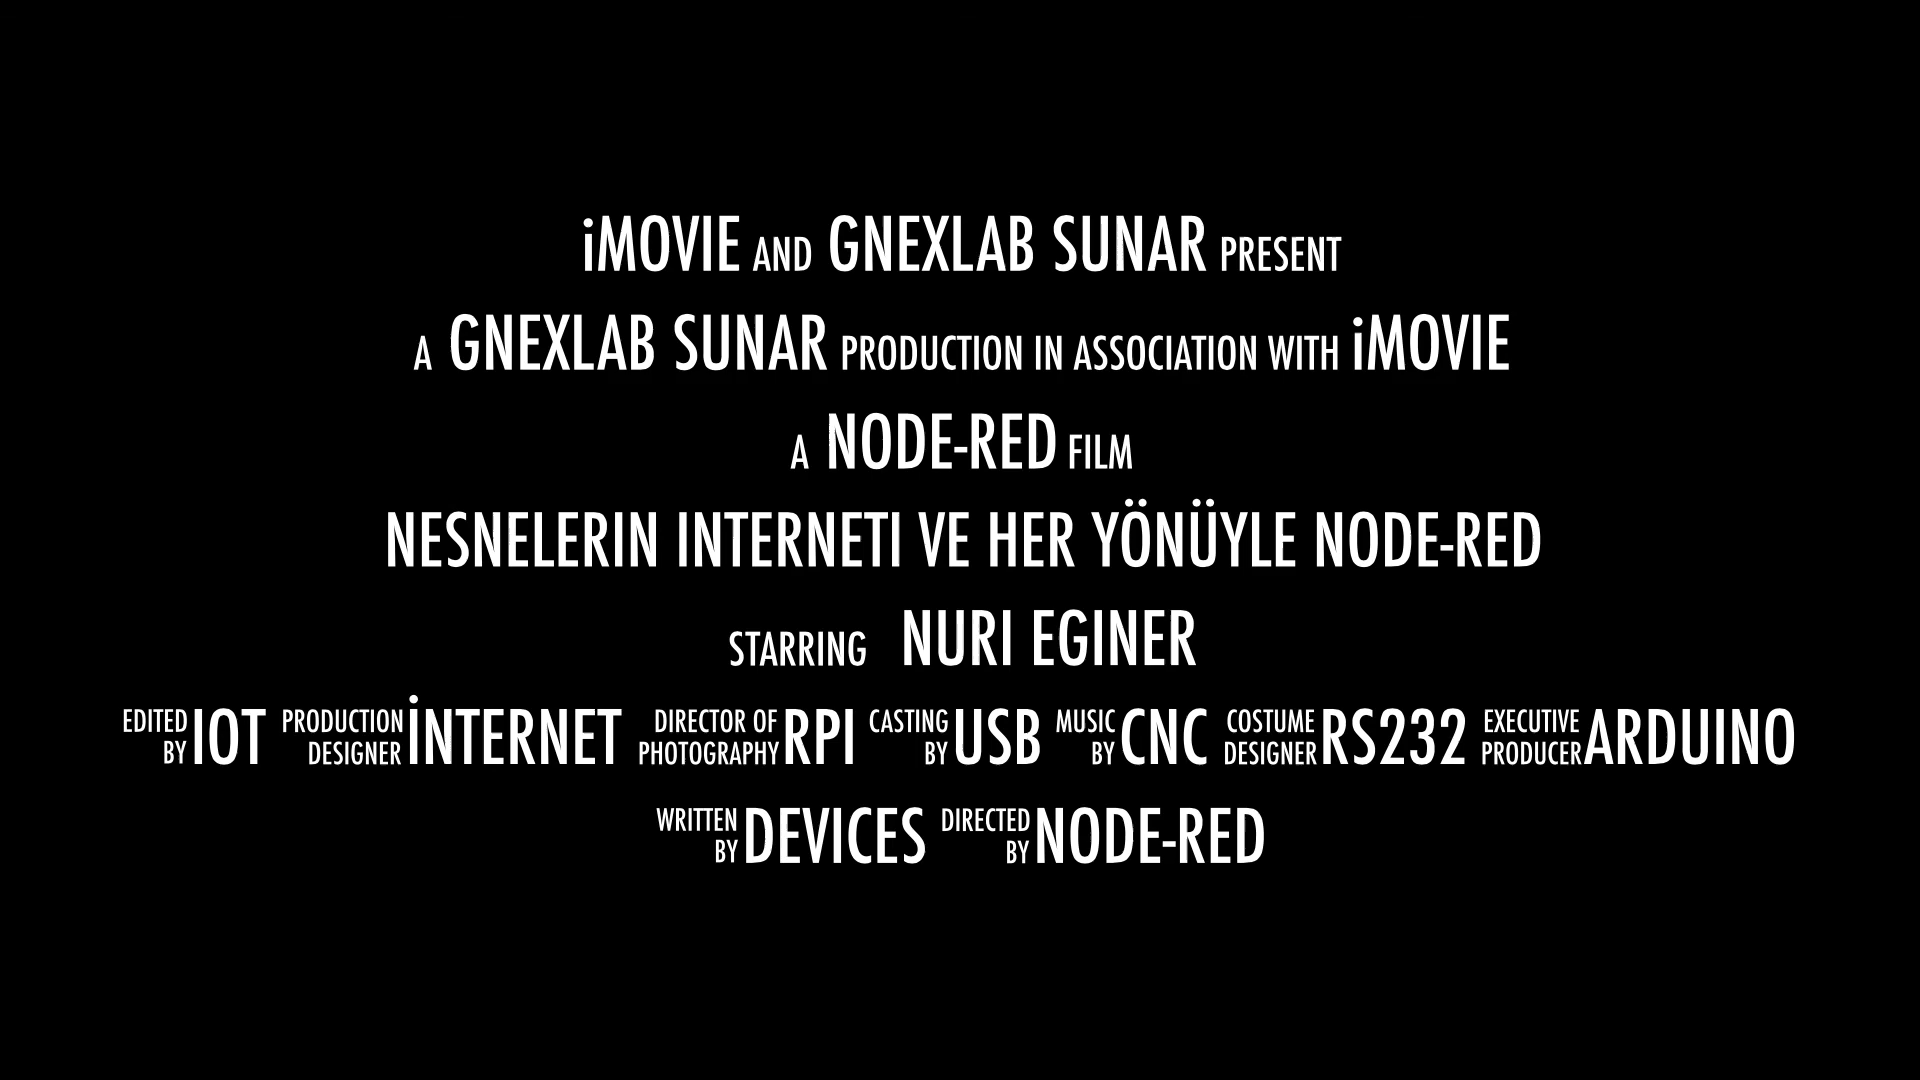 iMOVIE AND GNEXLAB SUNAR PRESENT
A GNEXLAB SUNAR PRODUCTION IN ASSOCIATION WITH iMOVIE
A NODE-RED FILM
NESNELERIN INTERNETI VE HER YÖNÜYLE NODE-RED
STARRING NURI EGINER
EDITED BY IOT PRODUCTION DESIGNER İNTERNET DIRECTOR OF PHOTOGRAPHY RPI CASTING BY USB MUSIC BY CNC COSTUME DESIGNER RS232 EXECUTIVE PRODUCER ARDUINO
WRITTEN BY DEVICES DIRECTED BY NODE-RED